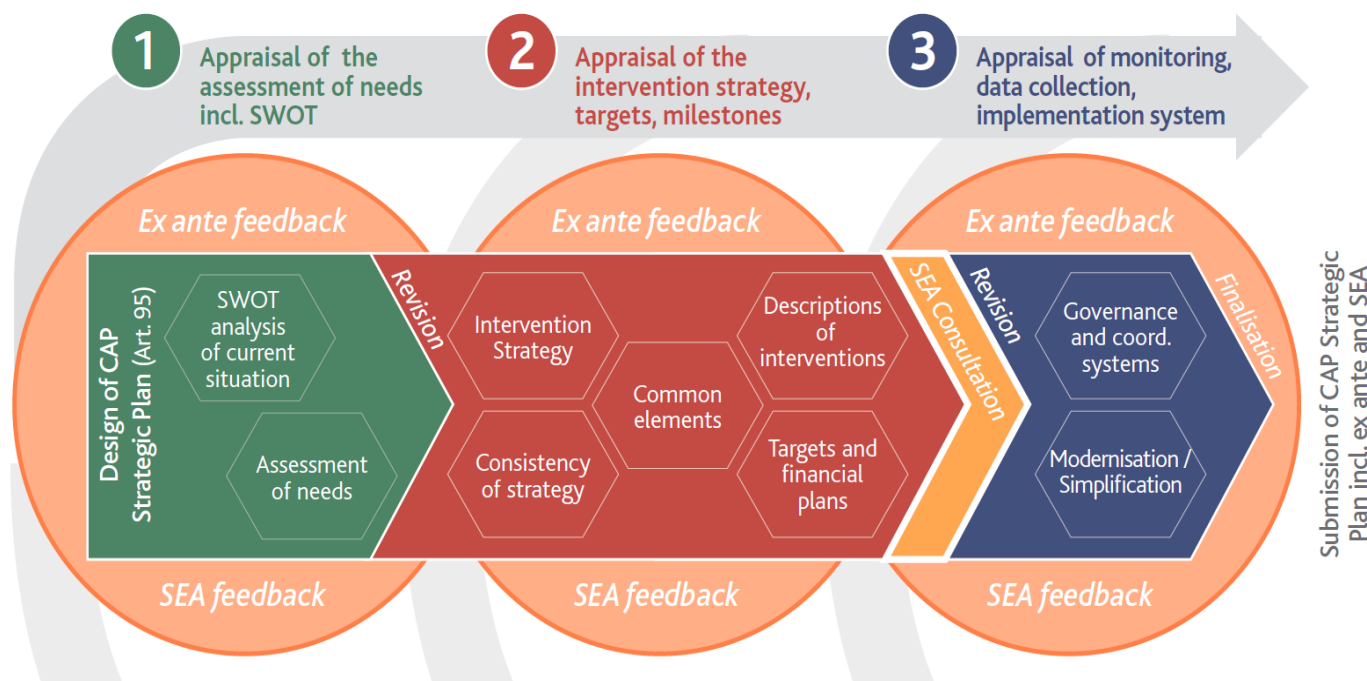 1
Appraisal of the
assessment of needs
incl. SWOT
2
Appraisal of the
intervention strategy,
targets, milestones
3
Appraisal of monitoring,
data collection,
implementation system
Ex ante feedback
Ex ante feedback
Ex ante feedback
Design of CAP
Strategic Plan (Art. 95)
SWOT
analysis
of current
situation
Assessment
of needs
Revision
Intervention
Strategy
Consistency
of strategy
Common
elements
Descriptions
of
interventions
Targets and
financial
plans
SEA Consultation
Revision
Governance
and coord.
systems
Modernisation /
Simplification
Finalisation
SEA feedback
SEA feedback
SEA feedback
Submission of CAP Strategic
Plan incl. ex ante and SEA